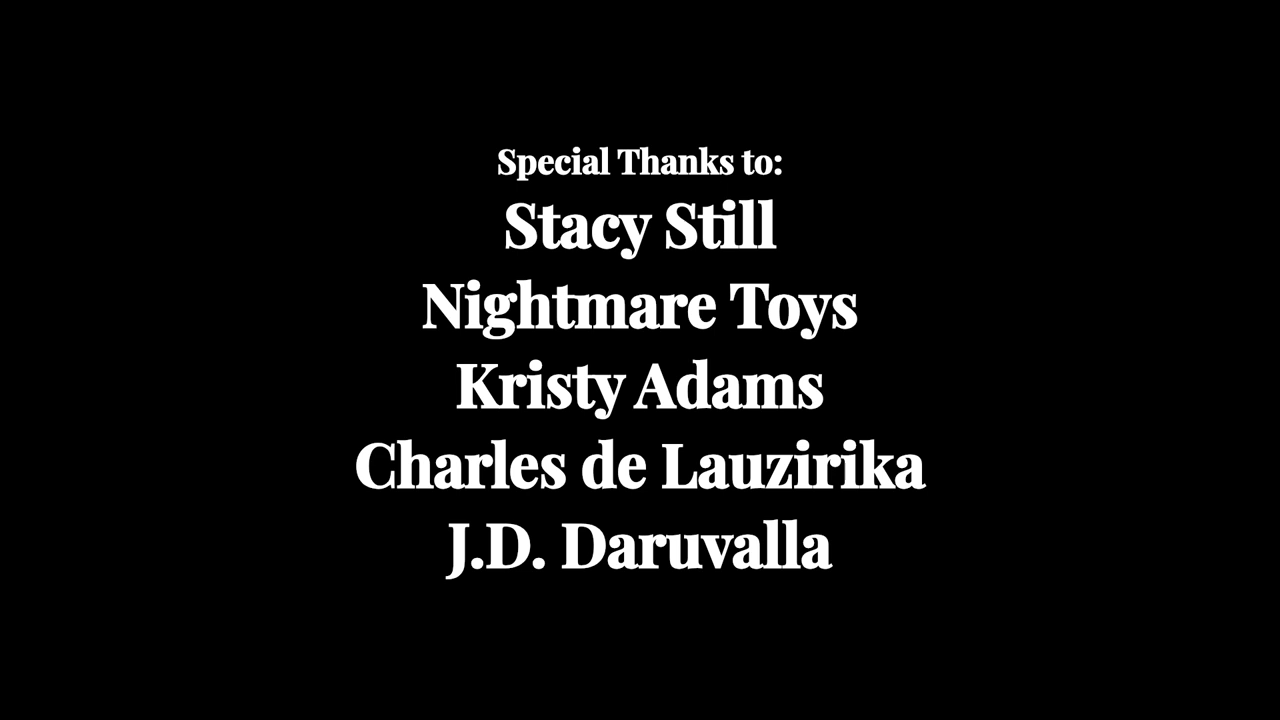 Special Thanks to:
Stacy Still
Nightmare Toys
Kristy Adams
Charles de Lauzirika
J.D. Daruvalla